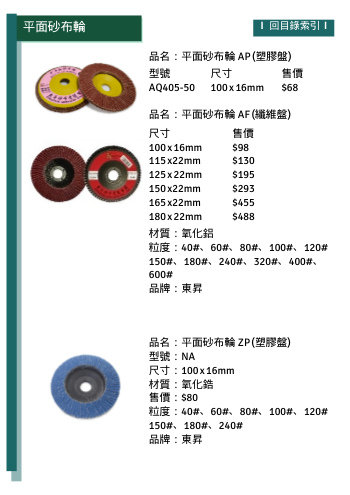 平面砂布輪
回目錄索引
品名：平面砂布輪 AP(塑膠盤)
型號 尺寸 售價
AQ405-50 100x16mm $68
品名：平面砂布輪 AF(纖維盤)
尺寸 售價
100x16mm $98
115x22mm $130
125x22mm $195
150x22mm $293
165x22mm $455
180x22mm $488
材質：氧化鋁
粒度：40#、60#、80#、100#、120#
150#、180#、240#、320#、400#、
600#
品牌：東昇
品名：平面砂布輪 ZP(塑膠盤)
型號：NA
尺寸：100x16mm
材質：氧化鋯
售價：$80
粒度：40#、60#、80#、100#、120#
150#、180#、240#
品牌：東昇